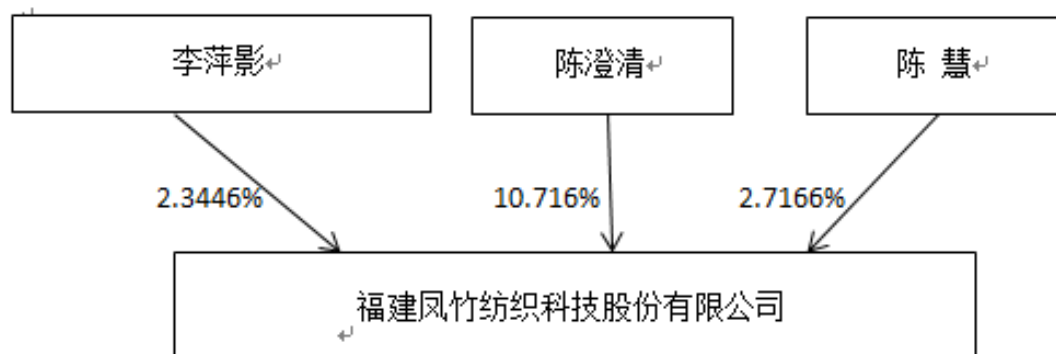 李萍影
陈澄清
陈 慧
2.3446%
10.716%
2.7166%
福建凤竹纺织科技股份有限公司